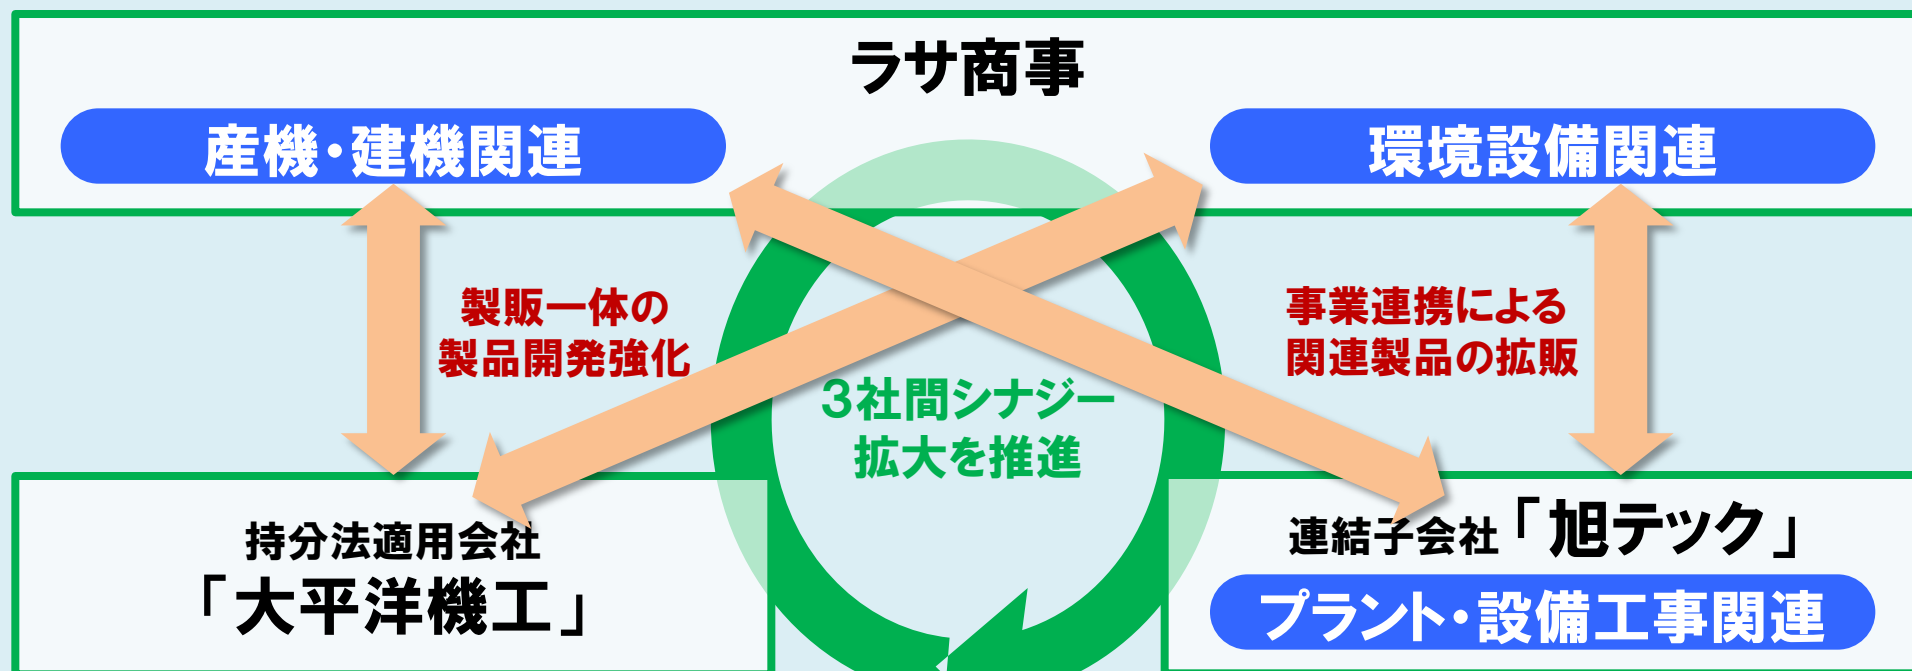 ラサ商事
産機・建機関連
環境設備関連
製販一体の
製品開発強化
事業連携による
関連製品の拡販
３社間シナジー
拡大を推進
持分法適用会社
「大平洋機工」
連結子会社「旭テック」
プラント・設備工事関連